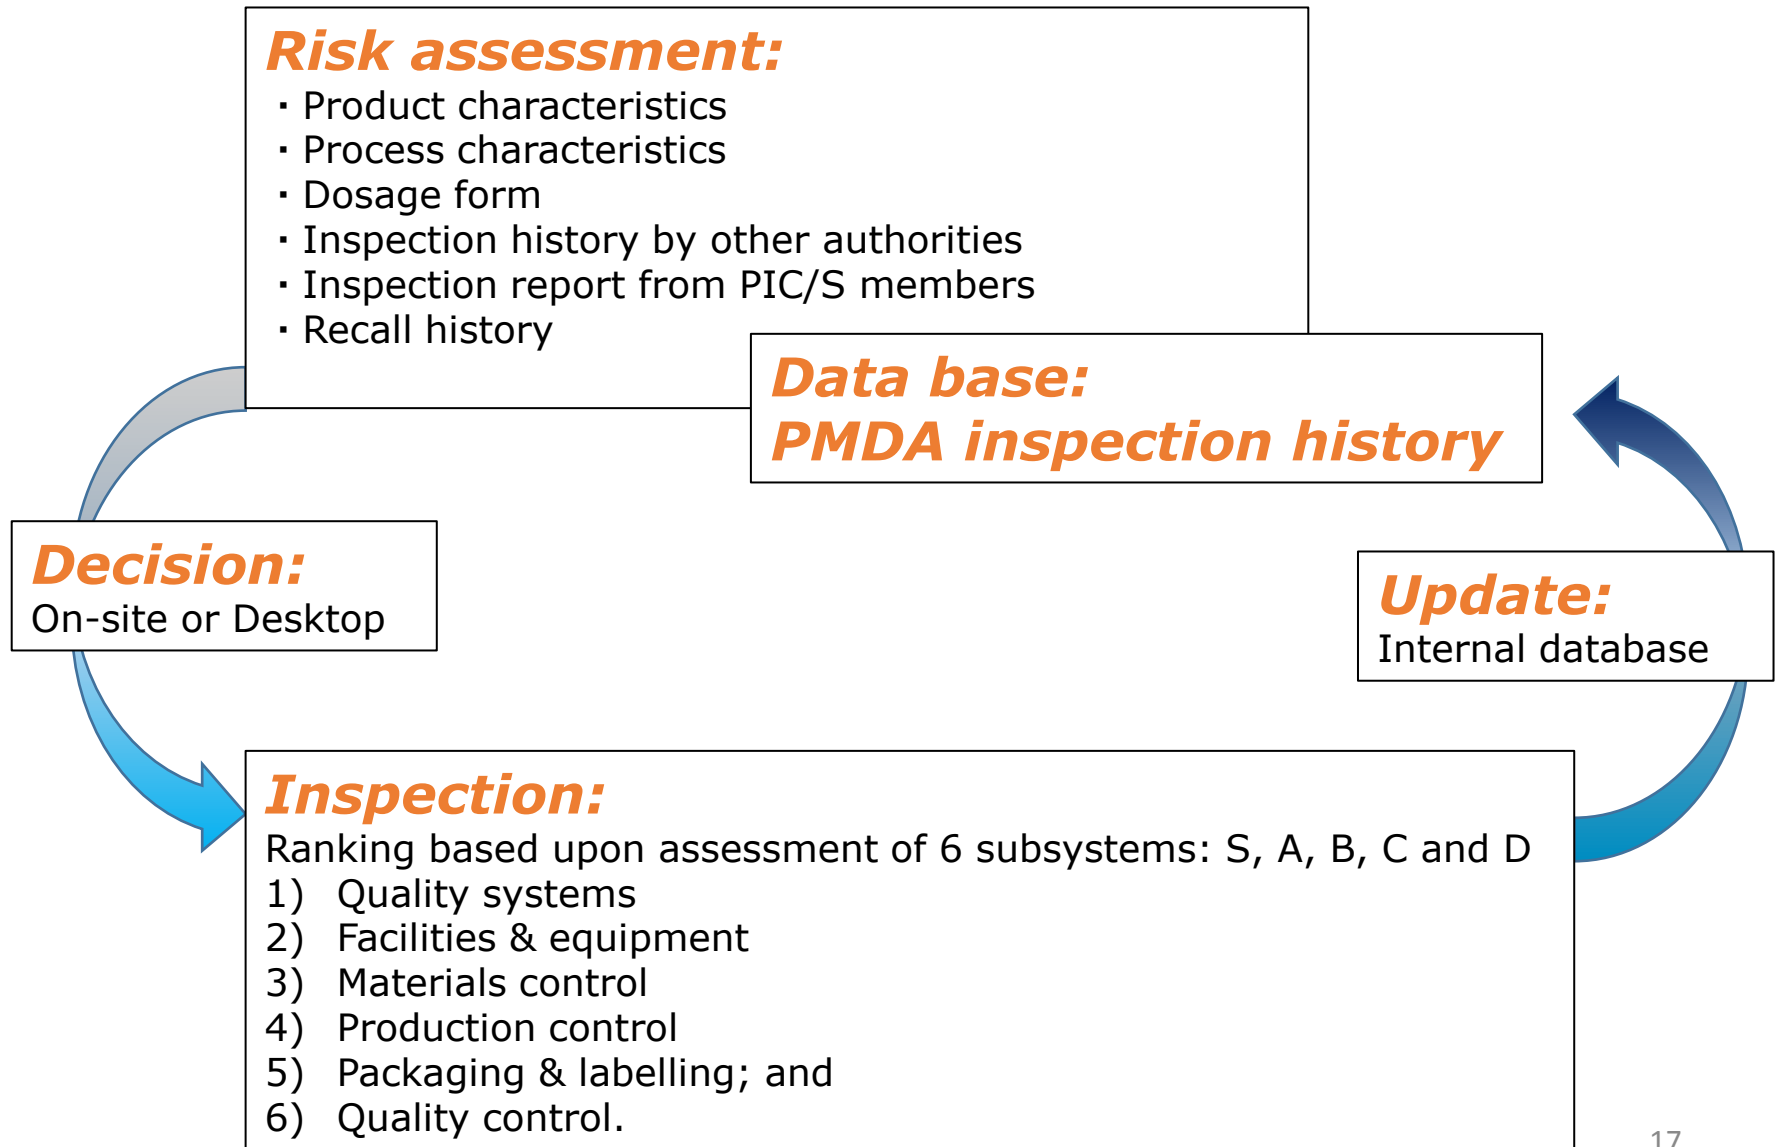 Risk assessment:
・Product characteristics
・Process characteristics
・Dosage form
・Inspection history by other authorities
・Inspection report from PIC/S members
・Recall history
Data base:
PMDA inspection history
Decision:
On-site or Desktop
Update:
Internal database
Inspection:
Ranking based upon assessment of 6 subsystems: S, A, B, C and D
1) Quality systems
2) Facilities & equipment
3) Materials control
4) Production control
5) Packaging & labelling; and
6) Quality control.
17